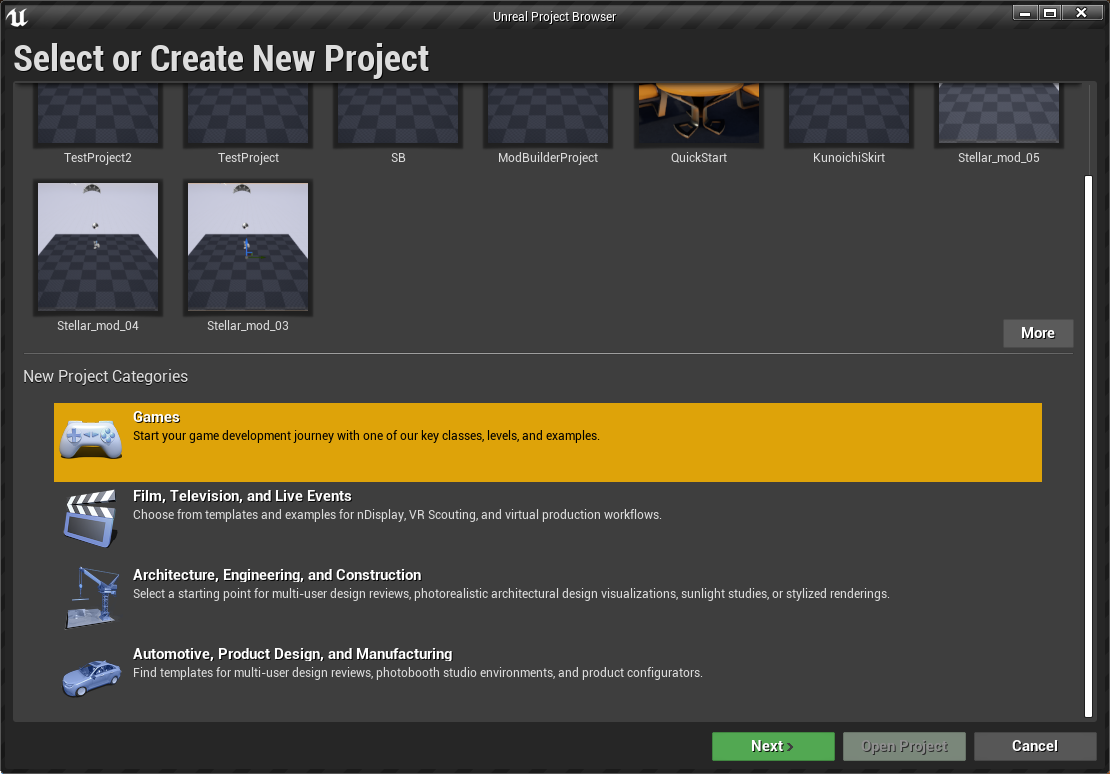 Unreal Project Browser
Select or Create New Project
TestProject2
TestProject
SB
ModBuilderProject
QuickStart
KunoichiSkirt
Stellar_mod_05
Stellar_mod_04
Stellar_mod_03
More
New Project Categories
Games
Start your game development journey with one of our key classes, levels, and examples.
Film, Television, and Live Events
Choose from templates and examples for nDisplay, VR Scouting, and virtual production workflows.
Architecture, Engineering, and Construction
Select a starting point for multi-user design reviews, photorealistic architectural design visualizations, sunlight studies, or stylized renderings.
Automotive, Product Design, and Manufacturing
Find templates for multi-user design reviews, photobooth studio environments, and product configurators.
Next >
Open Project
Cancel